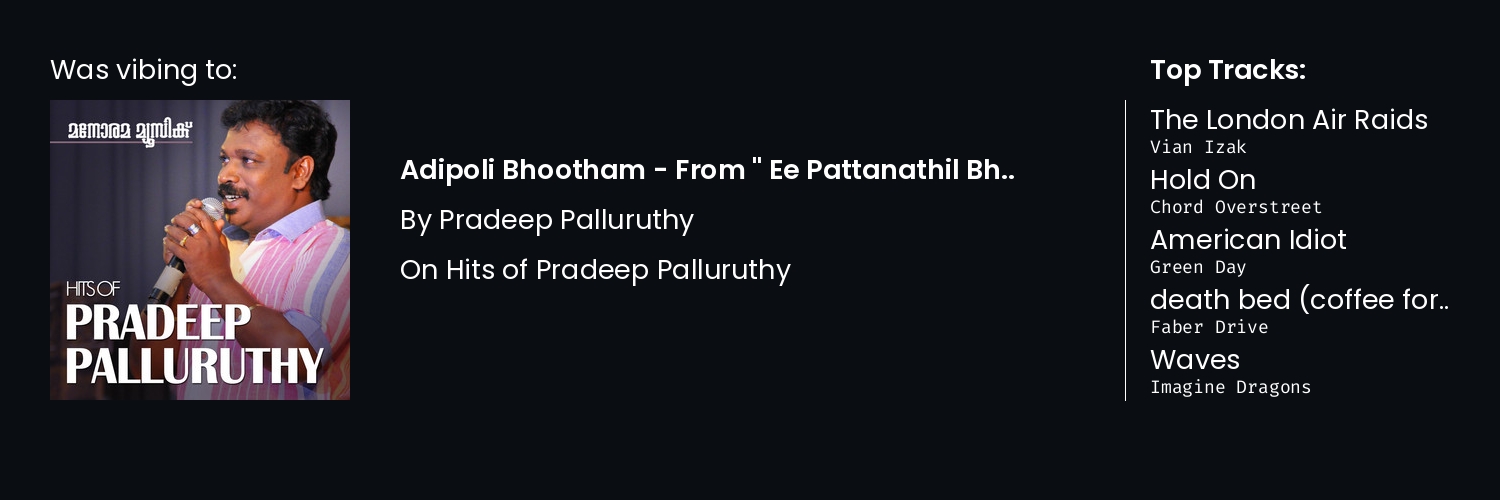 Was vibing to:
മനോരമ മ്യൂസിക്
HITS OF
PRADEEP
PALLURUTHY
Adipoli Bhootham - From " Ee Pattanathil Bh..
By Pradeep Palluruthy
On Hits of Pradeep Palluruthy
Top Tracks:
The London Air Raids
Vian Izak
Hold On
Chord Overstreet
American Idiot
Green Day
death bed (coffee for..
Faber Drive
Waves
Imagine Dragons